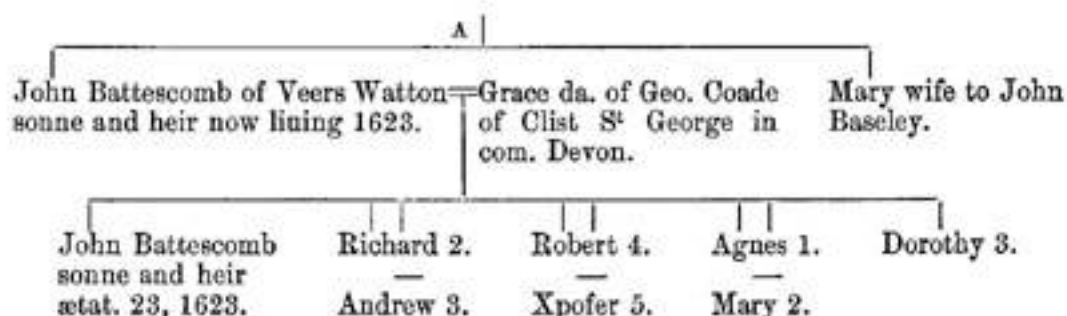 A
John Battescomb of Veers Watton
sonne and heir now liuing 1623.
Grace da. of Geo. Coade
of Clist Sᵗ George in
com. Devon.
Mary wife to John
Baseley.
John Battescomb
sonne and heir
ætat. 23, 1623.
Richard 2.
—
Andrew 3.
Robert 4.
—
Xpofer 5.
Agnes 1.
—
Mary 2.
Dorothy 3.